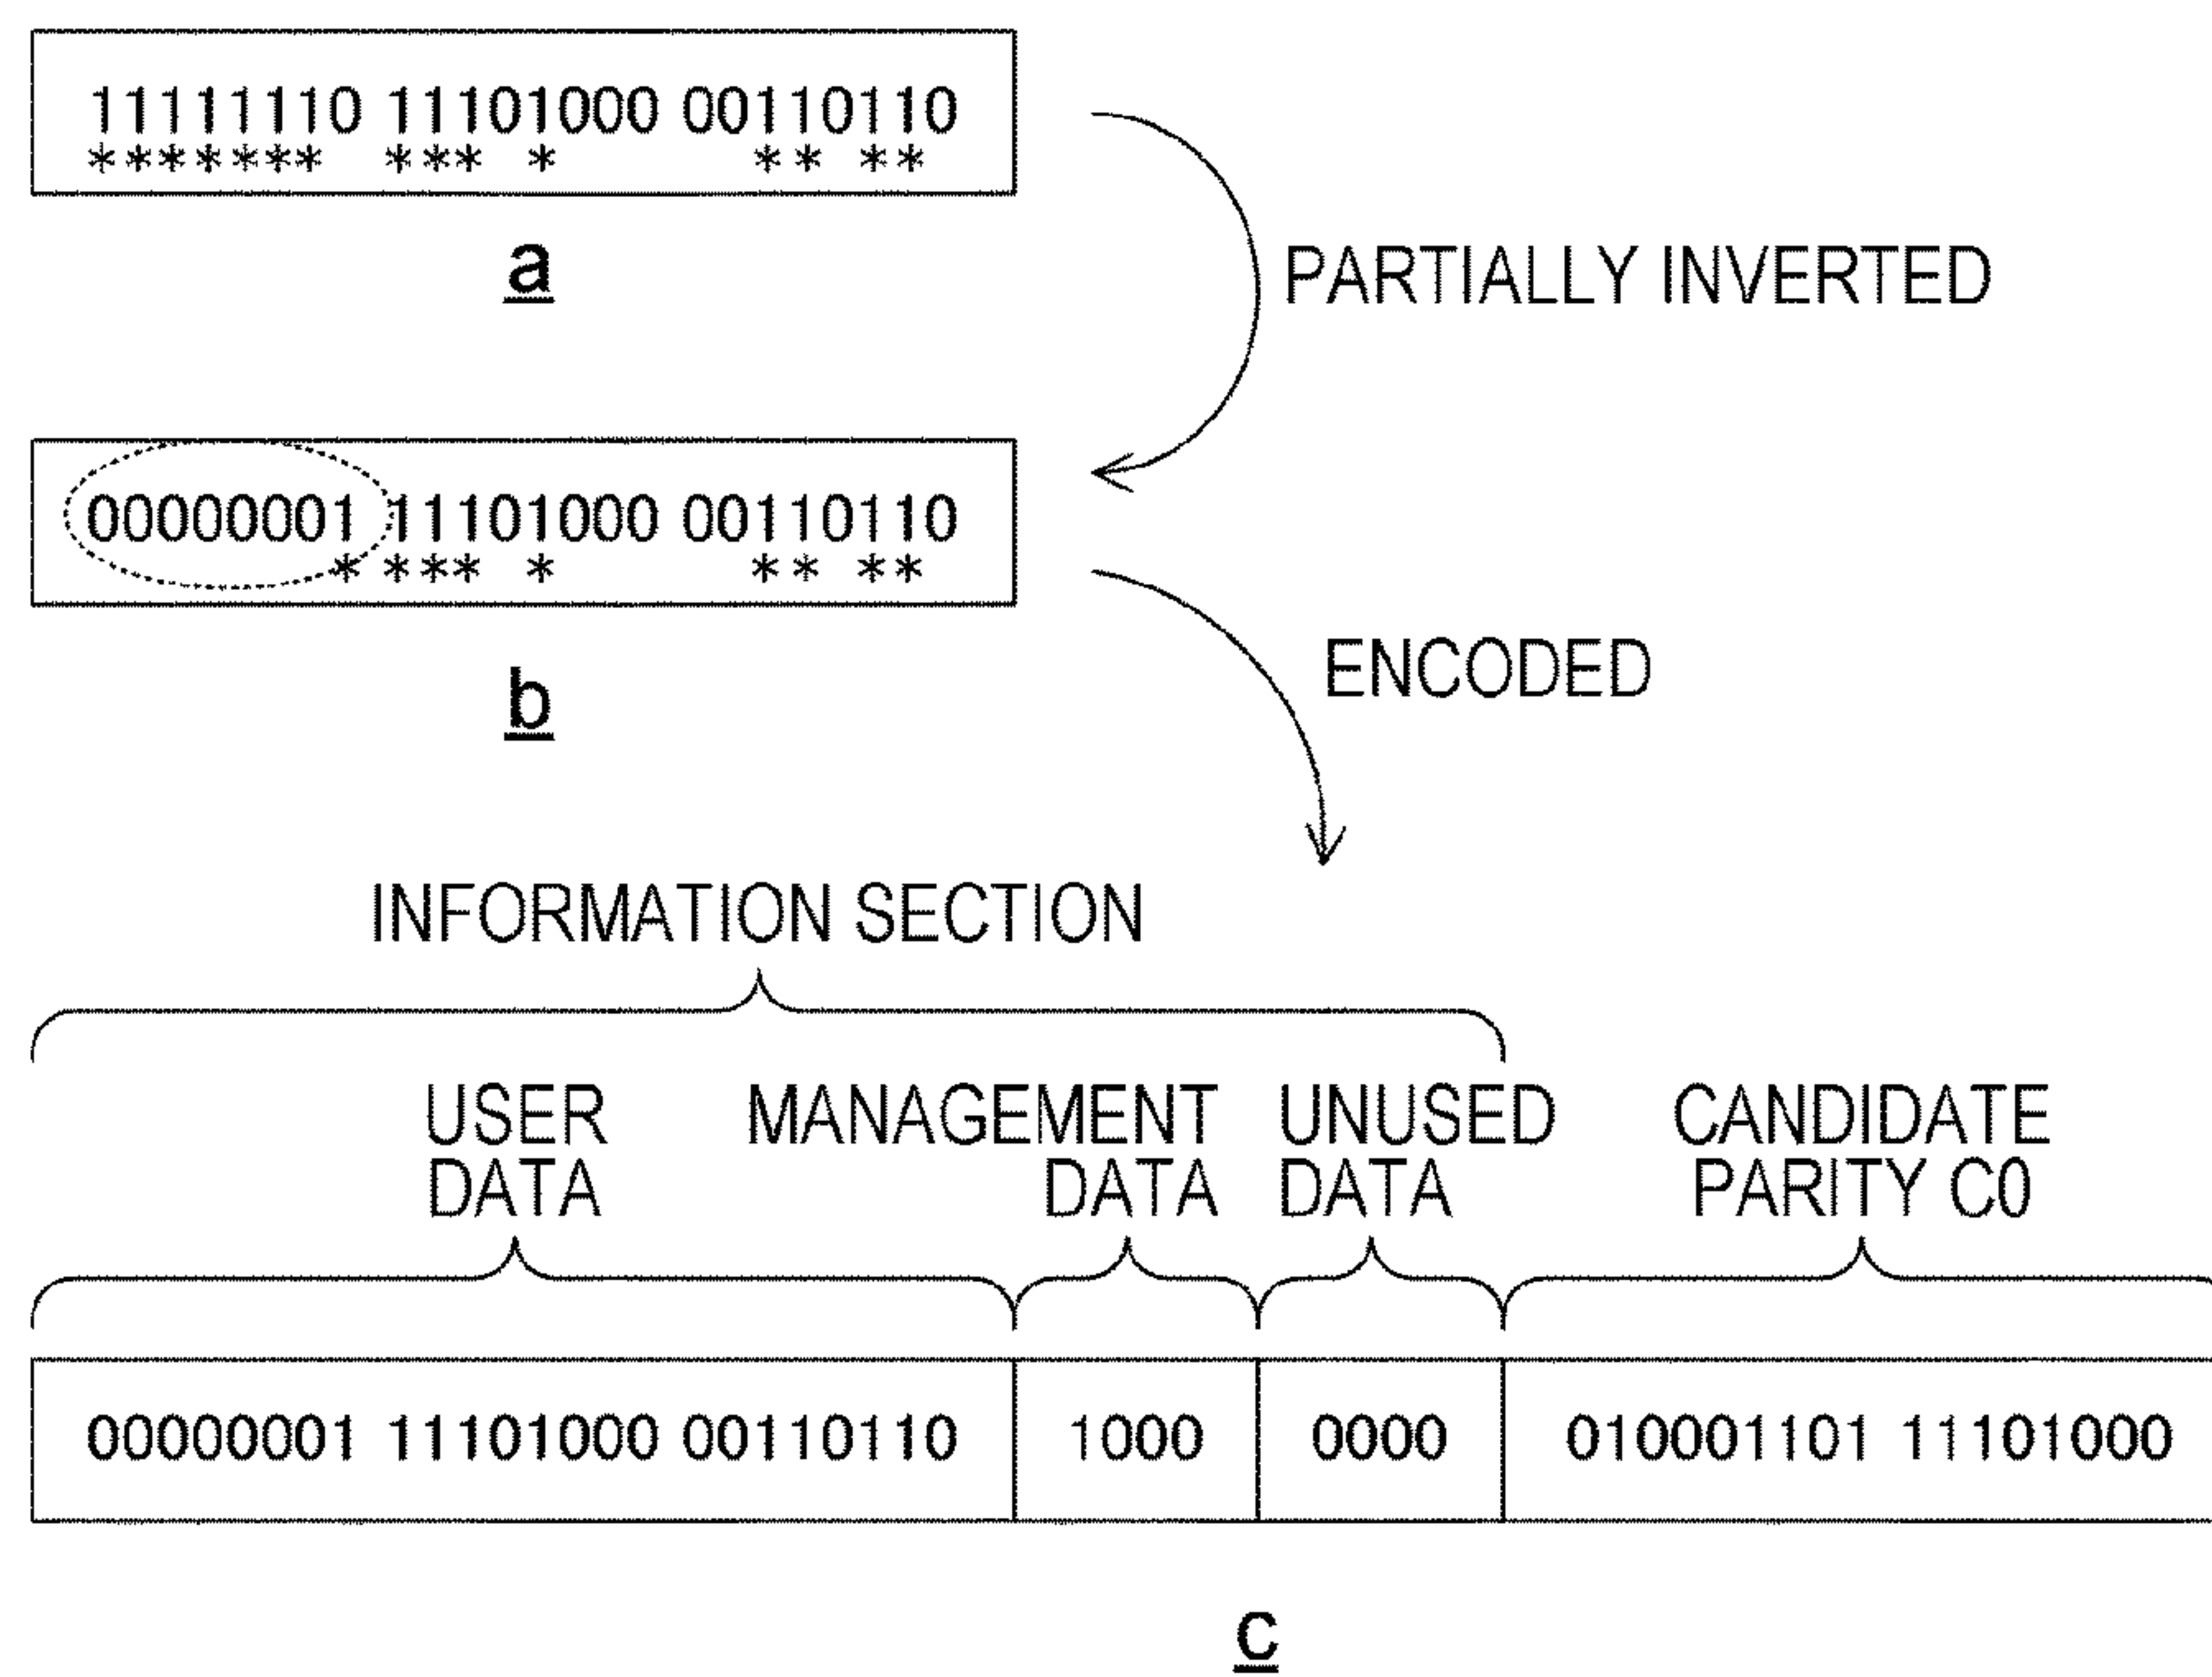 11111110 11101000 00110110
******* *** * ** **
a
PARTIALLY INVERTED
00000001 11101000 00110110
* *** * ** **
b
ENCODED
INFORMATION SECTION
USER DATA
MANAGEMENT DATA
UNUSED DATA
CANDIDATE PARITY C0
00000001 11101000 00110110 1000 0000 010001101 11101000
c